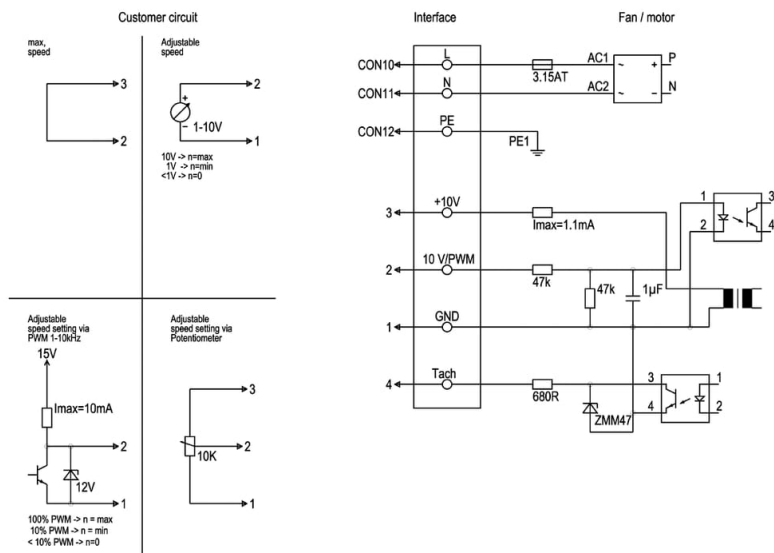 Customer circuit
Interface
Fan / motor
max,
speed
3
2
Adjustable
speed
2
+
1-10V
−
1
10V -> n=max
1V -> n=min
<1V -> n=0
CON10
L
3.15AT
AC1
~
+
P
CON11
N
AC2
~
−
N
CON12
PE
PE1
3
+10V
Imax=1.1mA
1
2
3
4
2
10 V/PWM
47k
47k
1µF
1
GND
4
Tach
680R
ZMM47
3
4
1
2
Adjustable
speed setting via
PWM 1-10kHz
15V
Imax=10mA
2
12V
1
100% PWM -> n = max
10% PWM -> n = min
< 10% PWM -> n=0
Adjustable
speed setting via
Potentiometer
3
2
10K
1